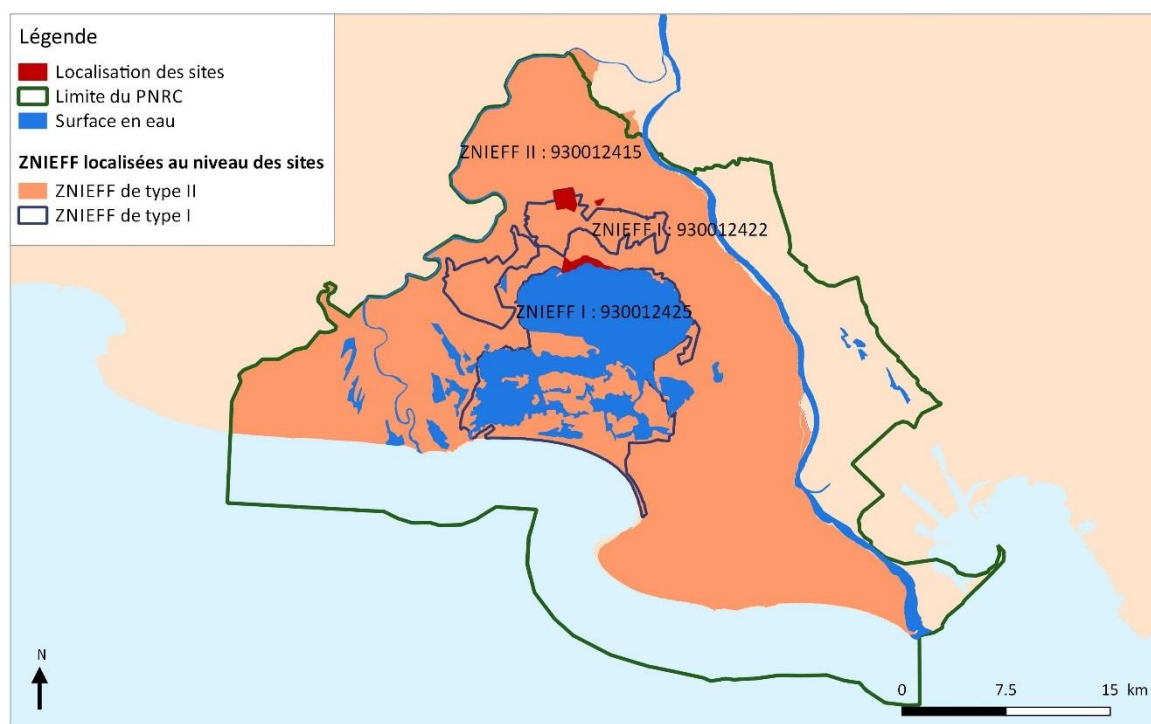 Légende
Localisation des sites
Limite du PNRC
Surface en eau
ZNIEFF localisées au niveau des sites
ZNIEFF de type II
ZNIEFF de type I
ZNIEFF II : 930012415
ZNIEFF I : 930012422
ZNIEFF I : 930012425
N
0 7.5 15 km